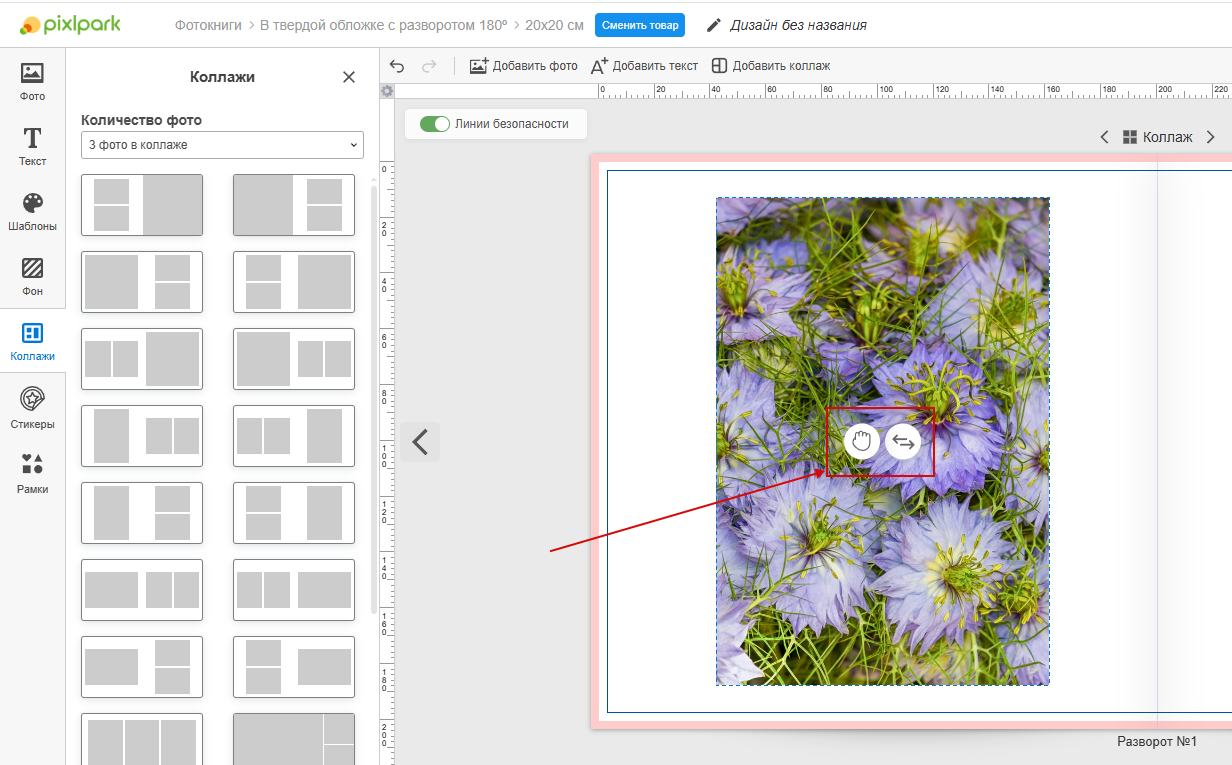 pixlpark
Фотокниги > В твердой обложке с разворотом 180º > 20x20 см
Сменить товар
Дизайн без названия
Фото
Текст
Шаблоны
Фон
Коллажи
Стикеры
Рамки
Коллажи
Количество фото
3 фото в коллаже
Добавить фото
Добавить текст
Добавить коллаж
0 20 40 60 80 100 120 140 160 180 200 220
Линии безопасности
Коллаж
0
20
40
60
80
100
120
140
160
180
200
Разворот №1